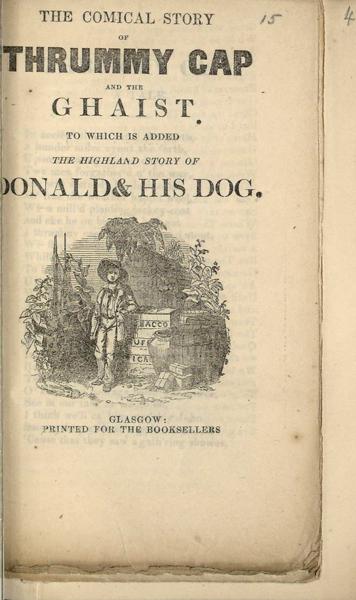 THE COMICAL STORY
OF
THRUMMY CAP
AND THE
GHAIST.
TO WHICH IS ADDED
THE HIGHLAND STORY OF
DONALD & HIS DOG.
BACCO
UFF
GLASGOW:
PRINTED FOR THE BOOKSELLERS
15
4